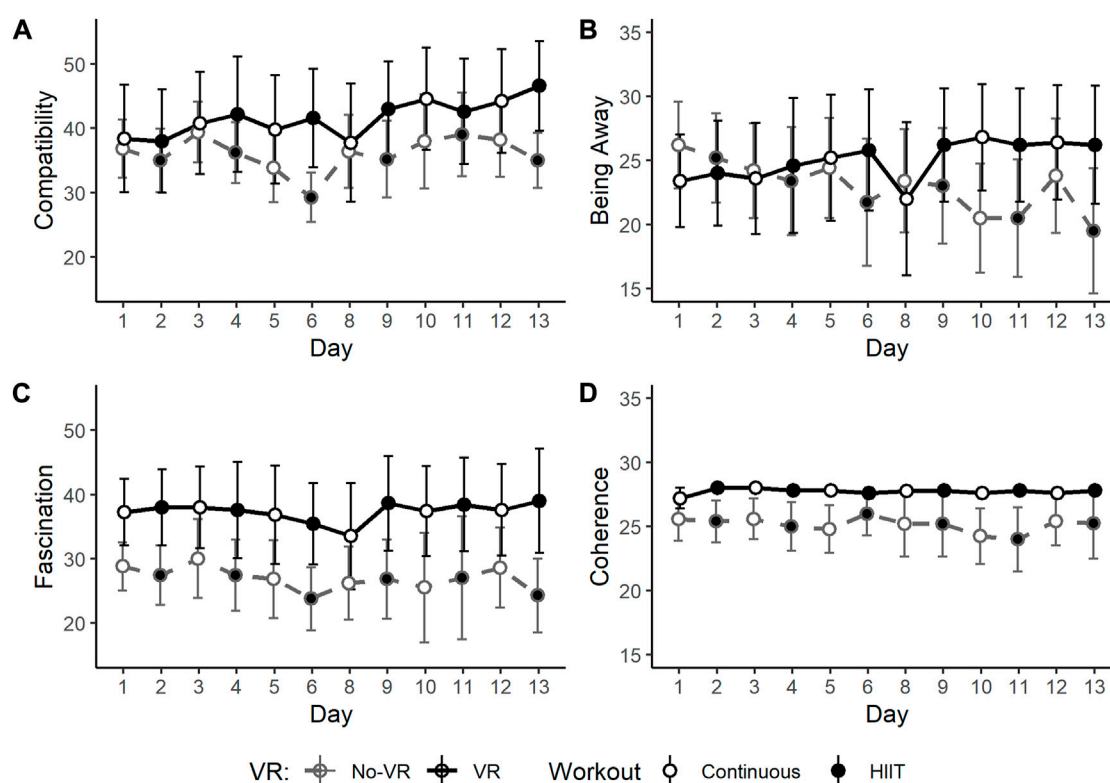 A
50
40
30
20
Compatibility
1 2 3 4 5 6 8 9 10 11 12 13
Day
B
35
30
25
20
15
Being Away
1 2 3 4 5 6 8 9 10 11 12 13
Day
C
50
40
30
20
Fascination
1 2 3 4 5 6 8 9 10 11 12 13
Day
D
35
30
25
20
15
Coherence
1 2 3 4 5 6 8 9 10 11 12 13
Day
VR: No-VR VR Workout Continuous HIIT